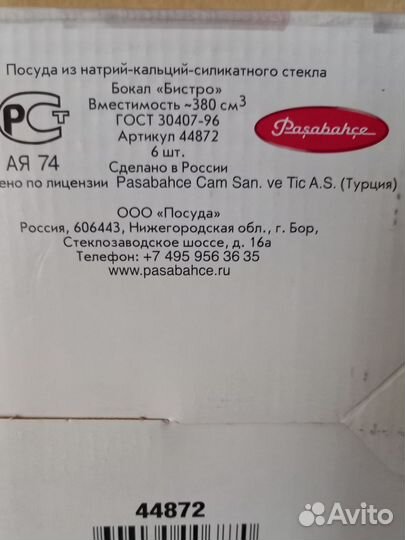 Посуда из натрий-кальций-силикатного стекла
Бокал «Бистро»
Вместимость ~380 см³
ГОСТ 30407-96
Артикул 44872
6 шт.
Сделано в России
РСТ
АЯ 74
Paşabahçe
ено по лицензии Pasabahce Cam San. ve Tic A.S. (Турция)
ООО «Посуда»
Россия, 606443, Нижегородская обл., г. Бор,
Стеклозаводское шоссе, д. 16а
Телефон: +7 495 956 36 35
www.pasabahce.ru
44872
Avito